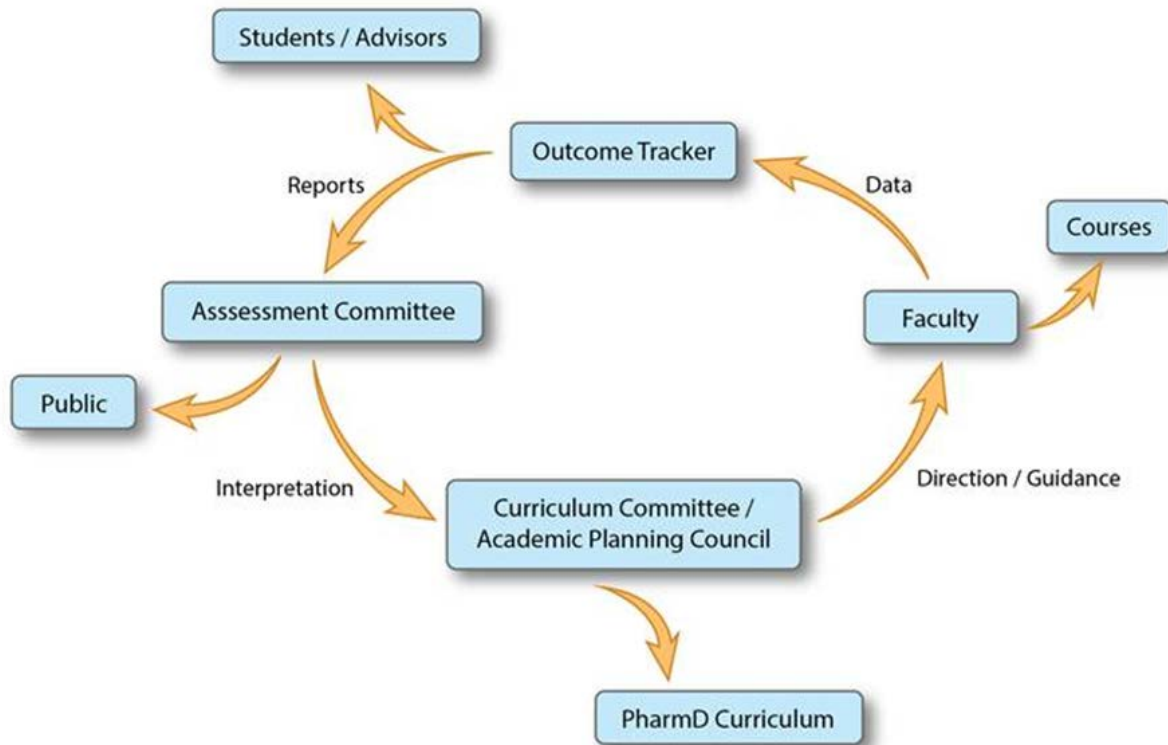 Students / Advisors
Outcome Tracker
Reports
Data
Courses
Asssessment Committee
Faculty
Public
Interpretation
Direction / Guidance
Curriculum Committee /
Academic Planning Council
PharmD Curriculum